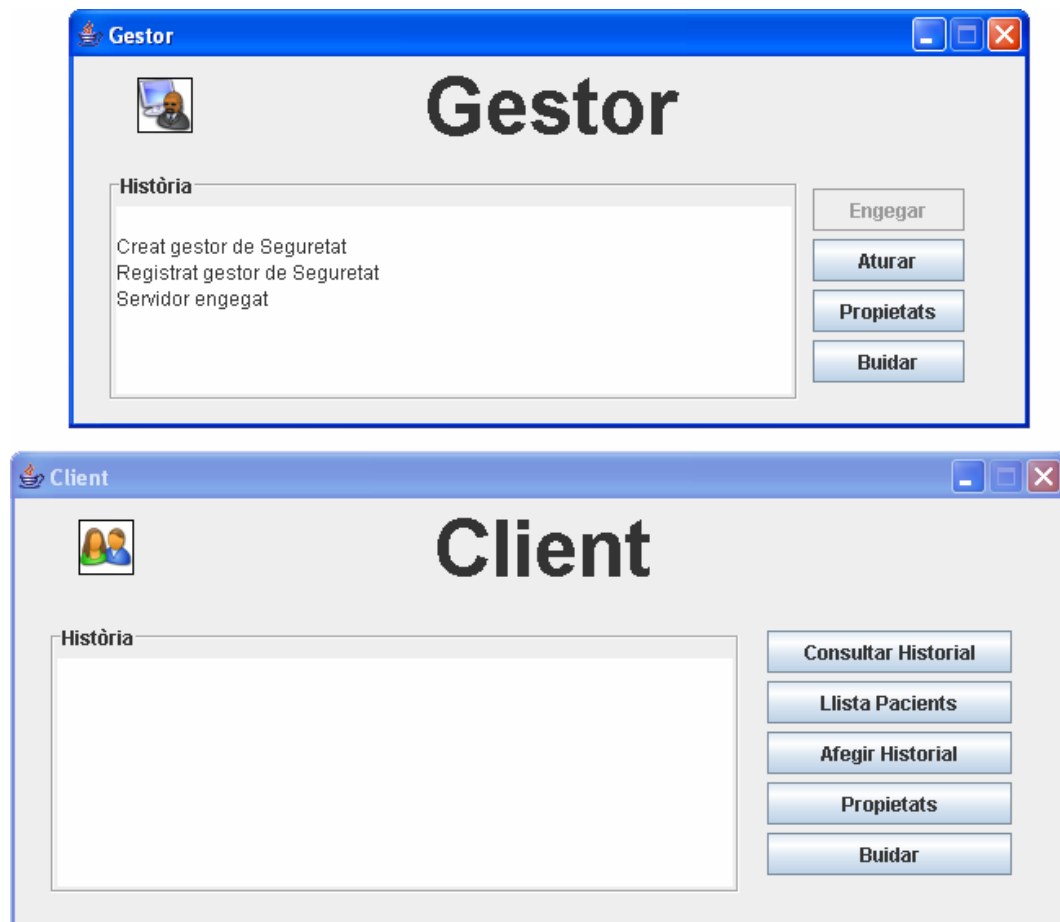 Gestor
Gestor
Història
Creat gestor de Seguretat
Registrat gestor de Seguretat
Servidor engegat
Engegar
Aturar
Propietats
Buidar
Client
Client
Història
Consultar Historial
Llista Pacients
Afegir Historial
Propietats
Buidar